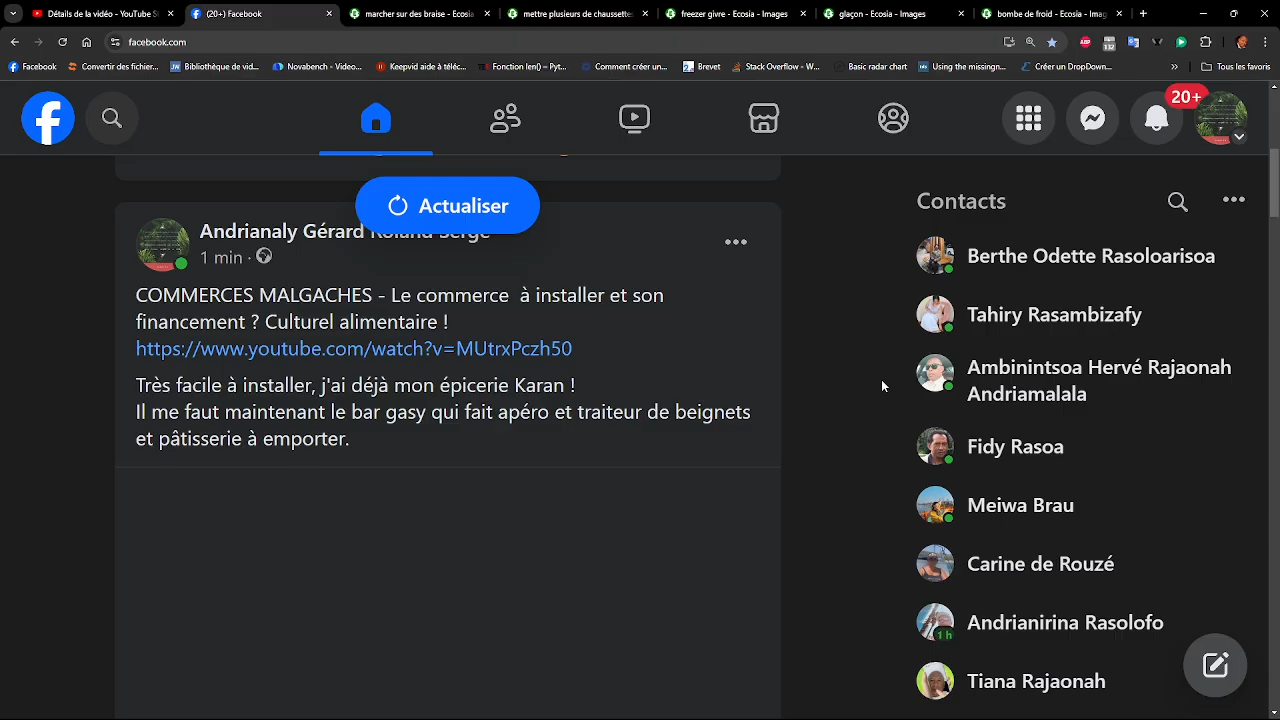 Détails de la vidéo - YouTube S
(20+) Facebook
marcher sur des braise - Ecosia
mettre plusieurs de chaussettes
freezer givre - Ecosia - Images
glaçon - Ecosia - Images
bombe de froid - Ecosia - Imag
facebook.com
ABP
132
Facebook
Convertir des fichier...
Bibliothèque de vid...
Novabench - Video...
Keepvid aide à téléc...
Fonction len() – Pyt...
Comment créer un...
Brevet
Stack Overflow - W...
Basic radar chart
Using the missingn...
Créer un DropDown...
»
Tous les favoris
20+
Actualiser
Contacts
Andrianaly Gérard Roland Serge
1 min ·
COMMERCES MALGACHES - Le commerce à installer et son
financement ? Culturel alimentaire !
https://www.youtube.com/watch?v=MUtrxPczh50
Très facile à installer, j'ai déjà mon épicerie Karan !
Il me faut maintenant le bar gasy qui fait apéro et traiteur de beignets
et pâtisserie à emporter.
Berthe Odette Rasoloarisoa
Tahiry Rasambizafy
Ambinintsoa Hervé Rajaonah
Andriamalala
Fidy Rasoa
Meiwa Brau
Carine de Rouzé
Andrianirina Rasolofo
1 h
Tiana Rajaonah